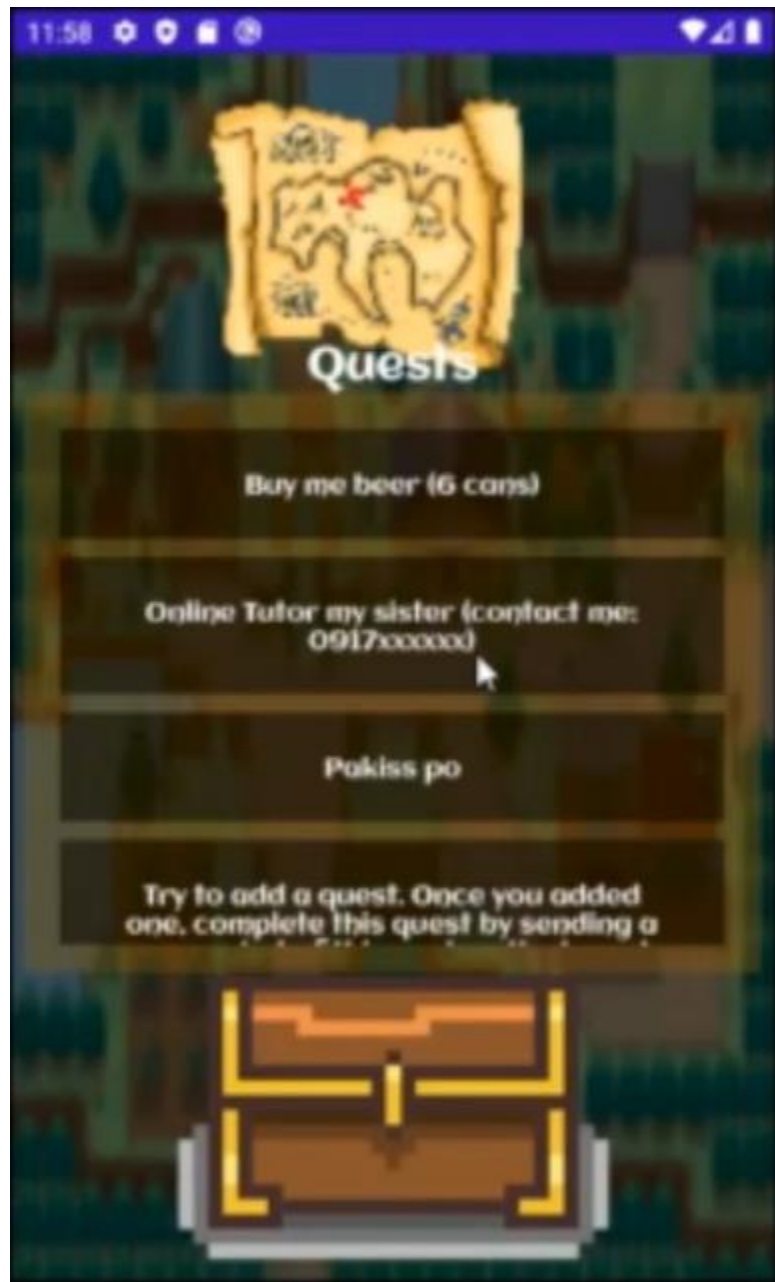 11:58
Quests
Buy me beer (6 cans)
Online Tutor my sister (contact me:
0917xxxxxx)
Pakiss po
Try to add a quest. Once you added
one, complete this quest by sending a